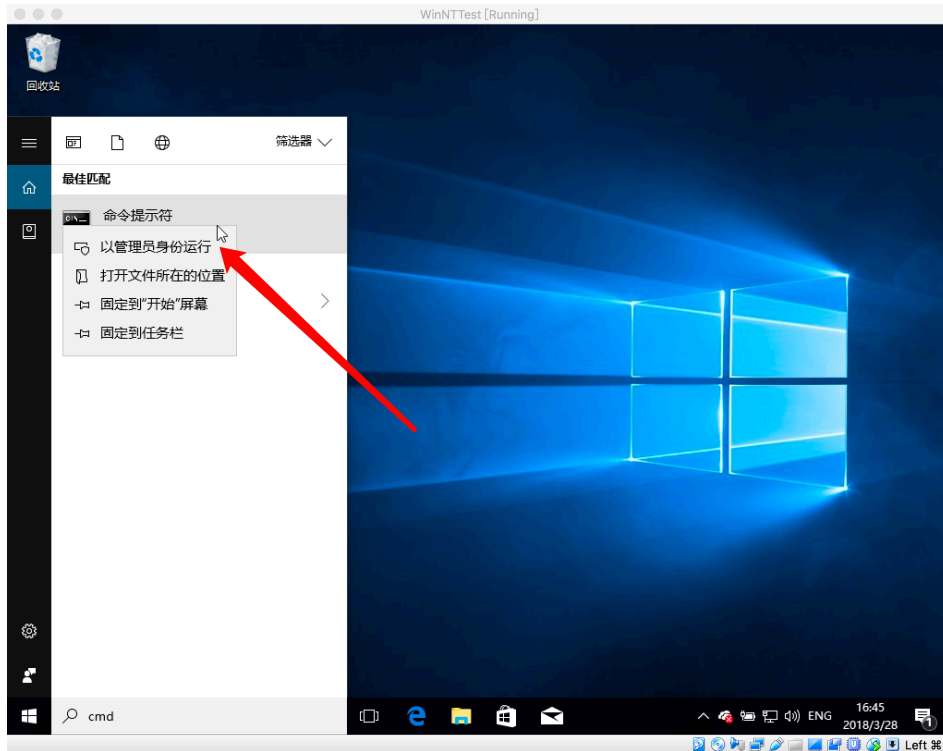 WinNTTest [Running]
回收站
筛选器
最佳匹配
命令提示符
以管理员身份运行
打开文件所在的位置
固定到"开始"屏幕
固定到任务栏
cmd
ENG
16:45
2018/3/28
1
Left ⌘